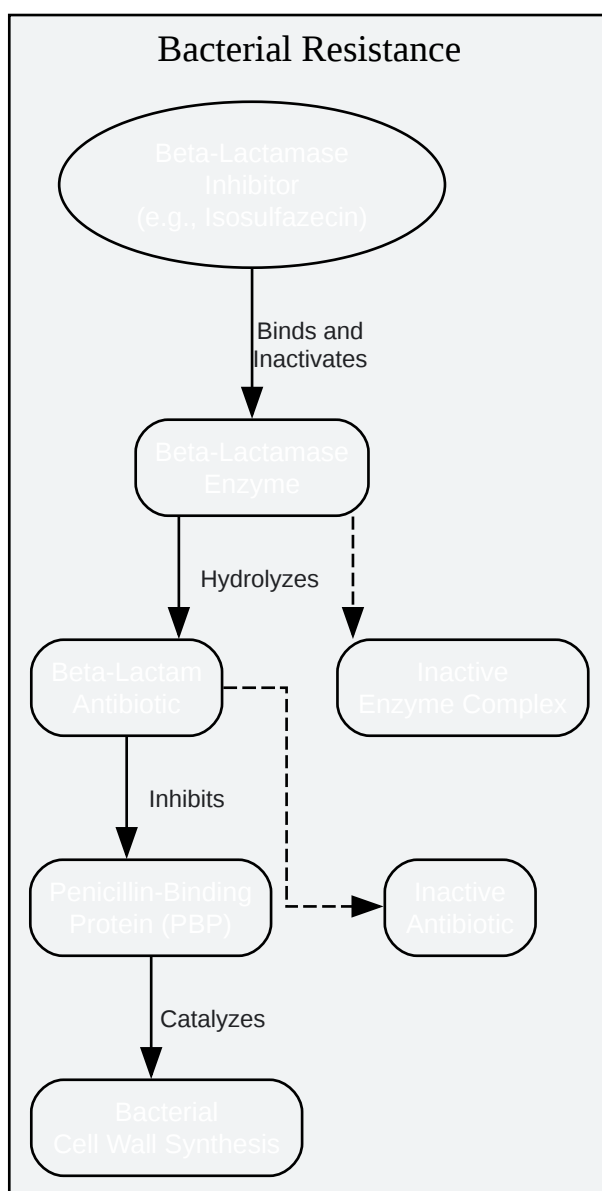 Bacterial Resistance
Beta-Lactamase
Inhibitor
(e.g., Isosulfazecin)
Binds and
Inactivates
Beta-Lactamase
Enzyme
Hydrolyzes
Beta-Lactam
Antibiotic
Inactive
Enzyme Complex
Inhibits
Penicillin-Binding
Protein (PBP)
Inactive
Antibiotic
Catalyzes
Bacterial
Cell Wall Synthesis